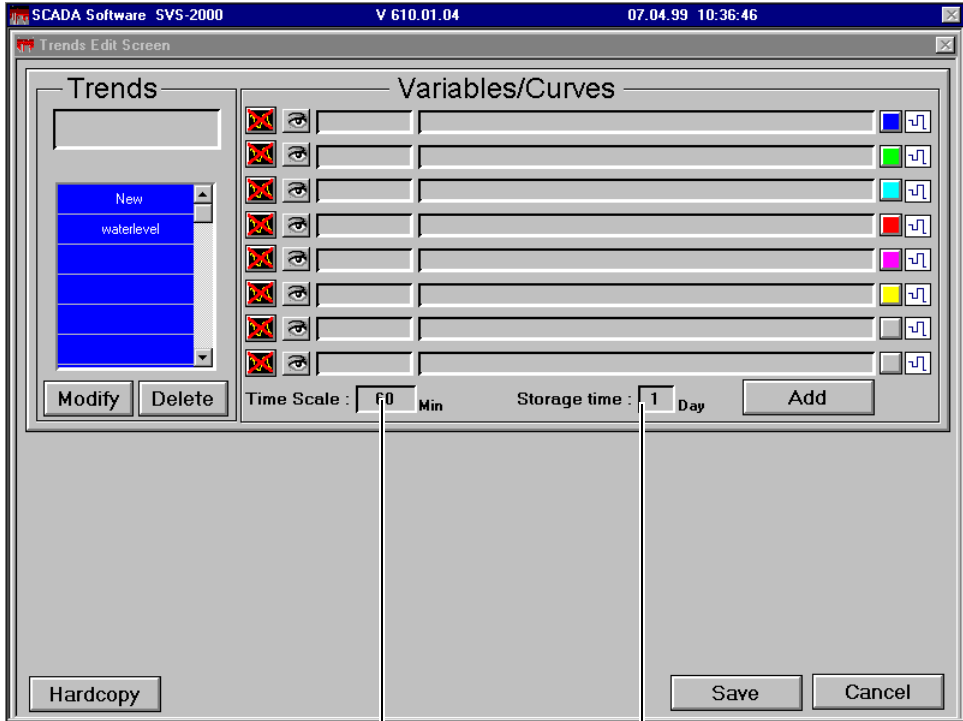 SCADA Software SVS-2000 V 610.01.04 07.04.99 10:36:46
Trends Edit Screen
Trends
Variables/Curves
New
waterlevel
Modify Delete
Time Scale : 60 Min Storage time : 1 Day Add
Hardcopy Save Cancel